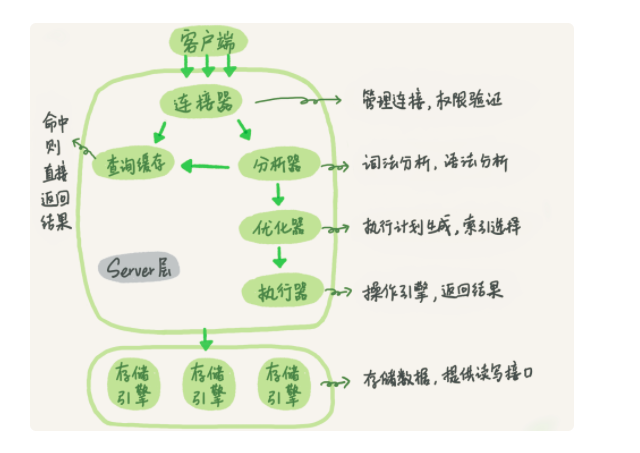 客户端
连接器
管理连接，权限验证
命中
则
直接
返回
结果
查询缓存
分析器
词法分析，语法分析
优化器
执行计划生成，索引选择
Server层
执行器
操作引擎，返回结果
存储
引擎
存储
引擎
存储
引擎
存储数据，提供读写接口